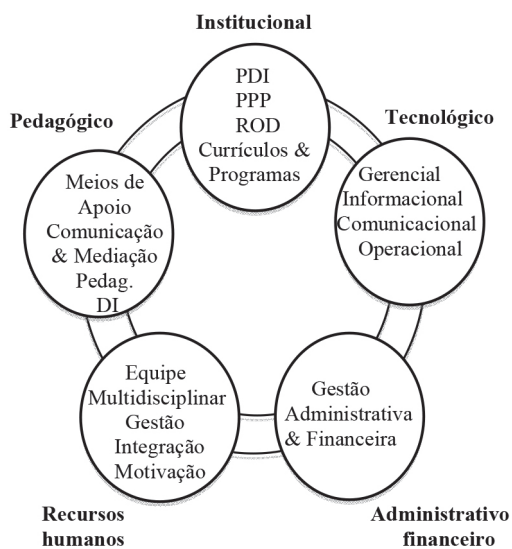 Institucional
PDI
PPP
ROD
Currículos &
Programas
Pedagógico
Meios de
Apoio
Comunicação
& Mediação
Pedag.
DI
Tecnológico
Gerencial
Informacional
Comunicacional
Operacional
Equipe
Multidisciplinar
Gestão
Integração
Motivação
Recursos
humanos
Gestão
Administrativa
& Financeira
Administrativo
financeiro